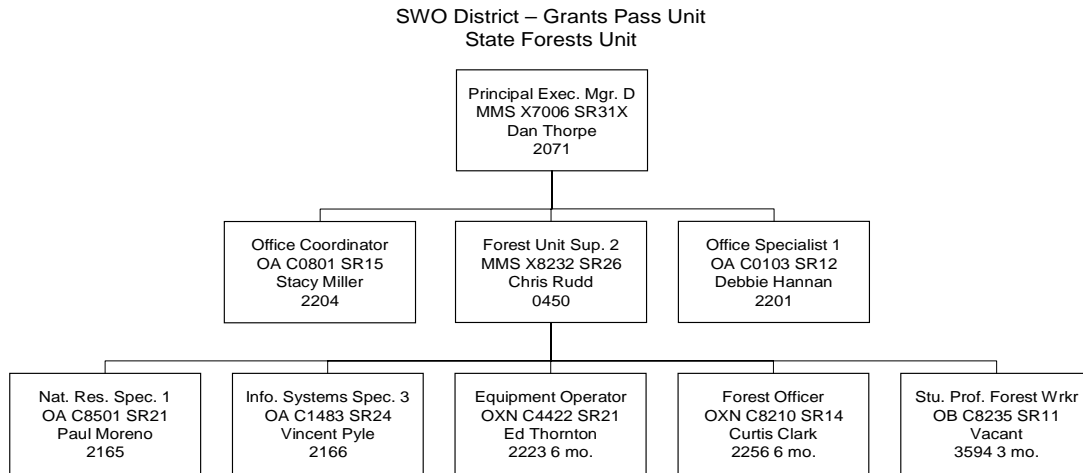 SWO District – Grants Pass Unit
State Forests Unit
Principal Exec. Mgr. D
MMS X7006 SR31X
Dan Thorpe
2071
Office Coordinator
OA C0801 SR15
Stacy Miller
2204
Forest Unit Sup. 2
MMS X8232 SR26
Chris Rudd
0450
Office Specialist 1
OA C0103 SR12
Debbie Hannan
2201
Nat. Res. Spec. 1
OA C8501 SR21
Paul Moreno
2165
Info. Systems Spec. 3
OA C1483 SR24
Vincent Pyle
2166
Equipment Operator
OXN C4422 SR21
Ed Thornton
2223 6 mo.
Forest Officer
OXN C8210 SR14
Curtis Clark
2256 6 mo.
Stu. Prof. Forest Wrkr
OB C8235 SR11
Vacant
3594 3 mo.